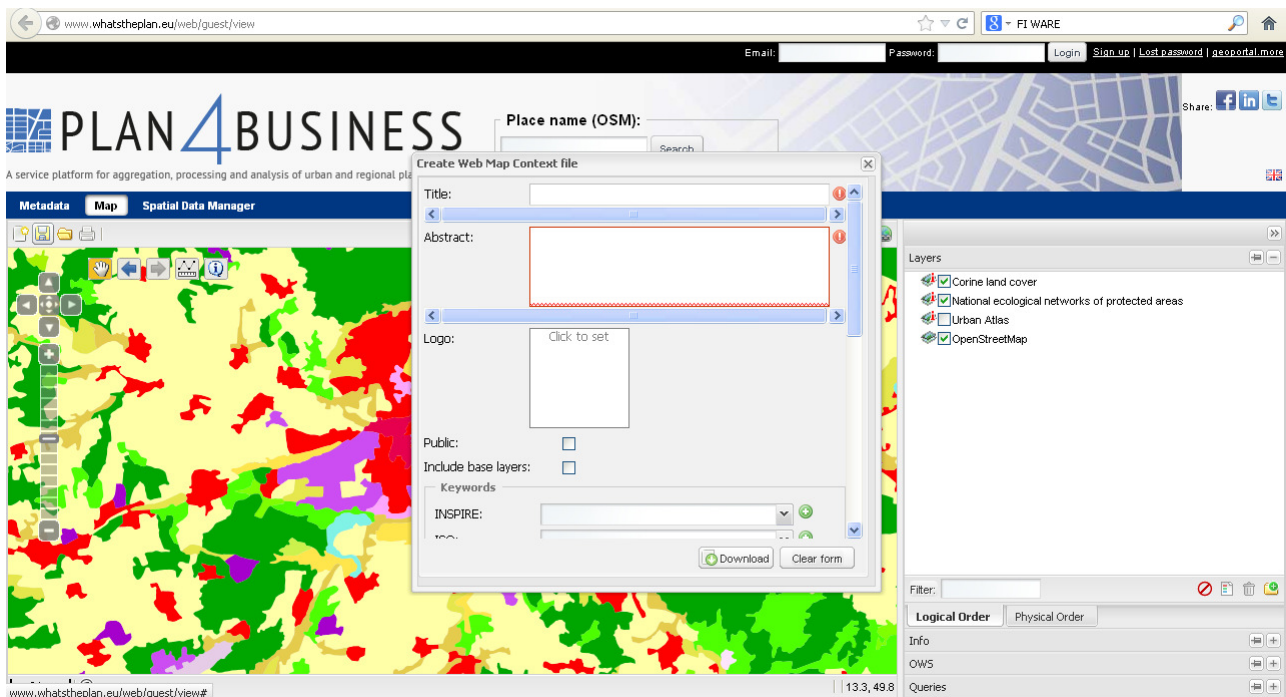 www.whatstheplan.eu/web/guest/view
FI WARE
Email:
Password:
Login
Sign up | Lost password | geoportal.more
PLAN4BUSINESS
Place name (OSM):
Search
Share:
A service platform for aggregation, processing and analysis of urban and regional pla
Metadata
Map
Spatial Data Manager
Create Web Map Context file
Title:
Abstract:
Logo:
Click to set
Public:
Include base layers:
Keywords
INSPIRE:
ISO:
Download
Clear form
Layers
Corine land cover
National ecological networks of protected areas
Urban Atlas
OpenStreetMap
Filter:
Logical Order
Physical Order
Info
OWS
Queries
13.3, 49.8
www.whatstheplan.eu/web/guest/view#